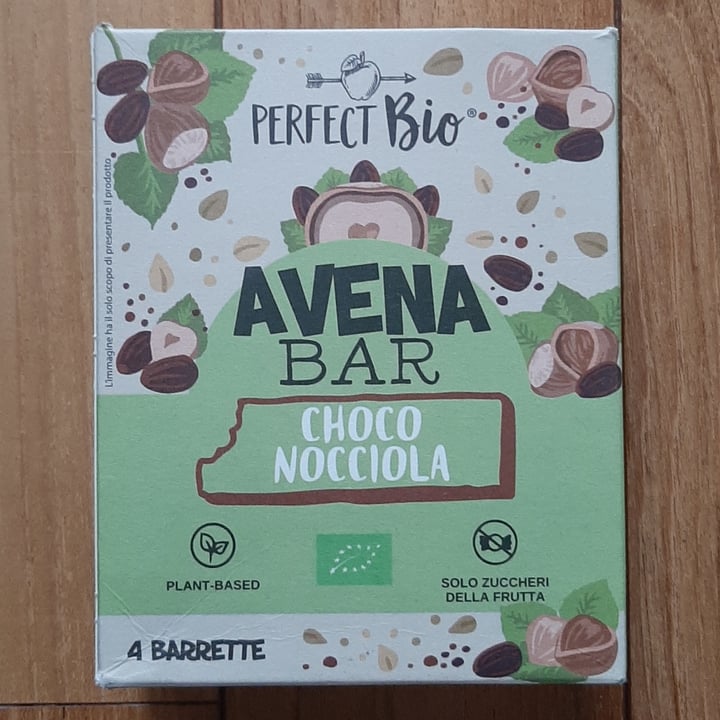 PERFECT Bio®
AVENA
BAR
CHOCO
NOCCIOLA
PLANT-BASED
SOLO ZUCCHERI
DELLA FRUTTA
4 BARRETTE
L'immagine ha il solo scopo di presentare il prodotto